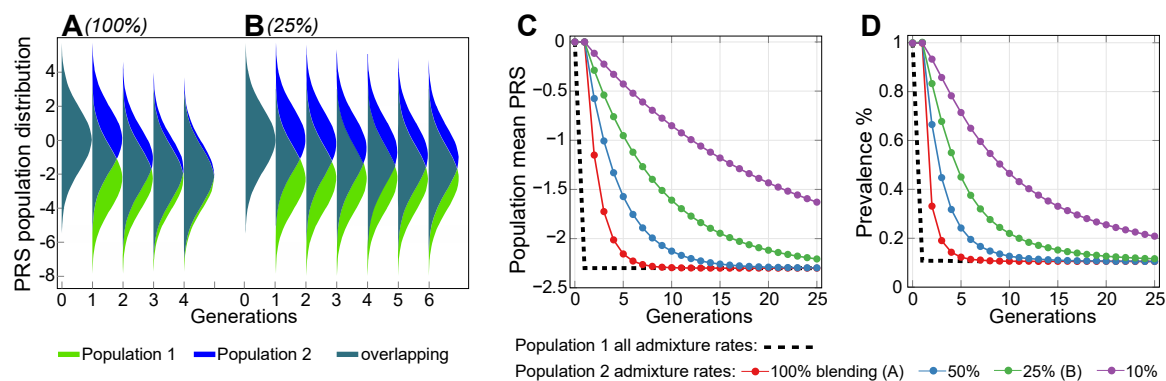 A (100%)
B (25%)
PRS population distribution
4
2
0
-2
-4
-6
-8
0 1 2 3 4
0 1 2 3 4 5 6
Generations
Population 1 Population 2 overlapping
C
Population mean PRS
0
−0.5
−1
−1.5
−2
−2.5
0 5 10 15 20 25
Generations
D
Prevalence %
1
0.8
0.6
0.4
0.2
0
0 5 10 15 20 25
Generations
Population 1 all admixture rates:
Population 2 admixture rates: 100% blending (A) 50% 25% (B) 10%